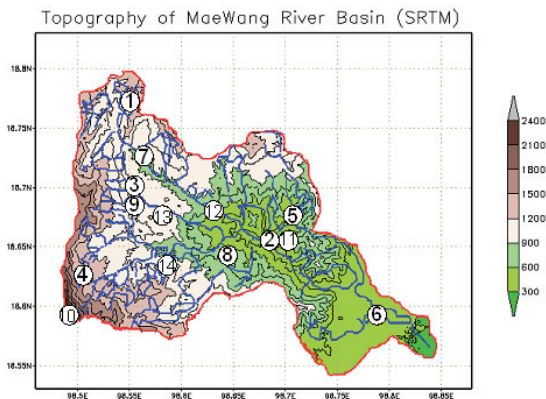 Topography of MaeWang River Basin (SRTM)
18.8N
18.75N
18.7N
18.65N
18.6N
18.55N
98.5E
98.55E
98.6E
98.65E
98.7E
98.75E
98.8E
98.85E
1
7
3
9
13
12
5
2
11
8
14
4
10
6
2400
2100
1800
1500
1200
900
600
300